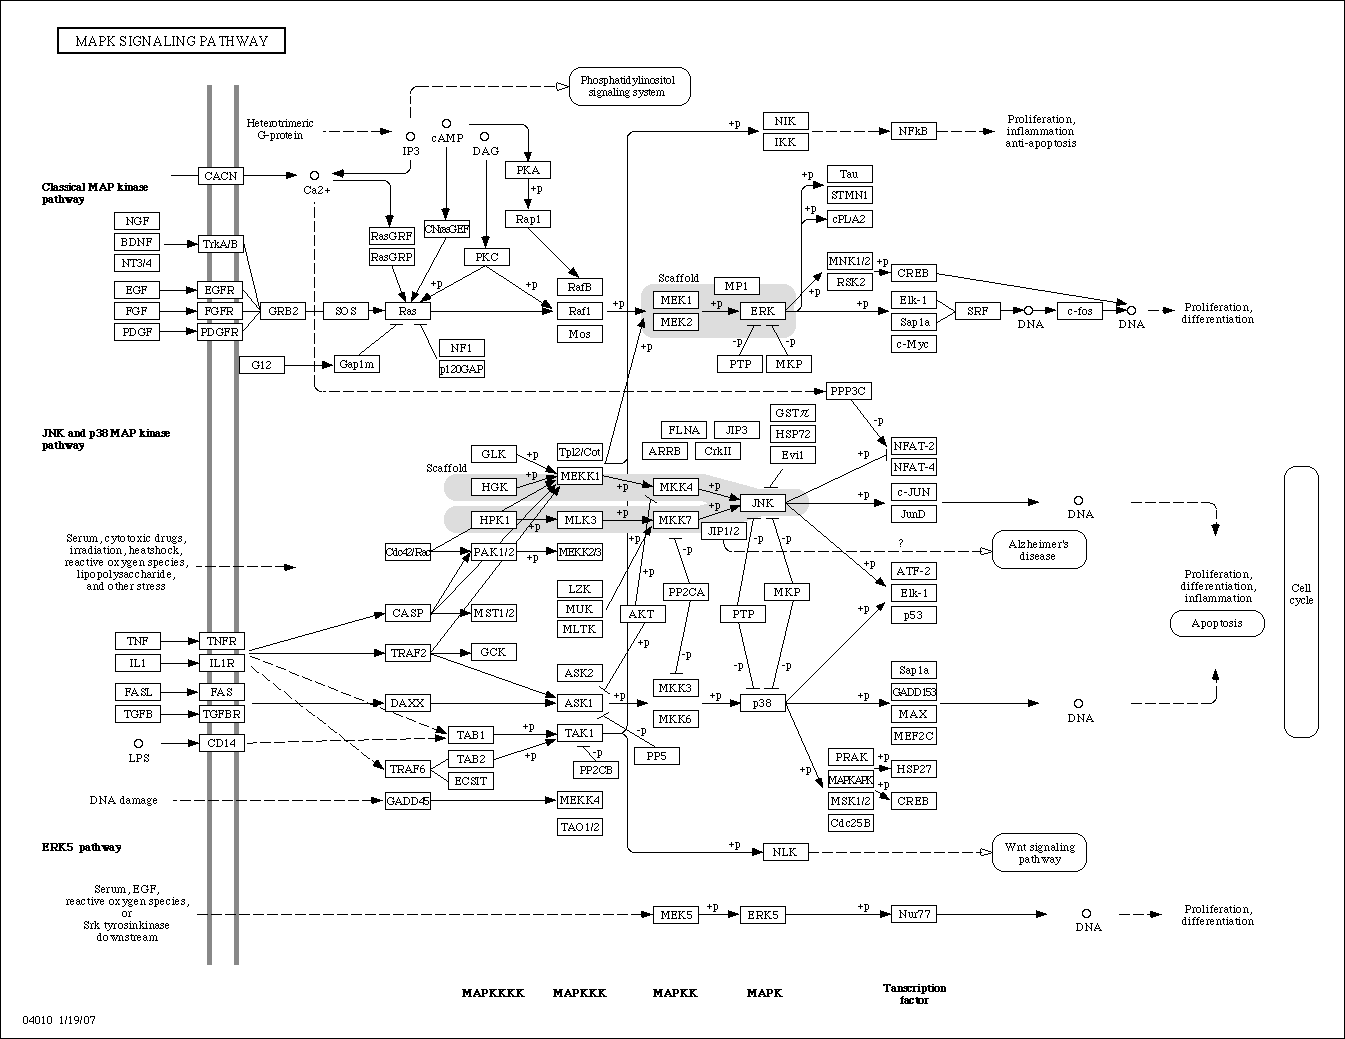 MAPK SIGNALING PATHWAY
Phosphatidylinositol
signaling system
Heterotrimeric
G-protein
IP3
cAMP
DAG
+p
NIK
IKK
NFkB
Proliferation,
inflammation
anti-apoptosis
Classical MAP kinase
pathway
CACN
Ca2+
PKA
+p
+p
Tau
STMN1
NGF
BDNF
NT3/4
TrkA/B
RasGRF
RasGRP
CNrasGEF
Rap1
PKC
+p
cPLA2
EGF
EGFR
FGF
FGFR
PDGF
PDGFR
GRB2
SOS
Ras
+p
+p
RafB
Raf1
Mos
+p
Scaffold
MEK1
MEK2
MP1
+p
ERK
+p
MNK1/2
RSK2
+p
CREB
+p
Elk-1
Sap1a
c-Myc
SRF
DNA
c-fos
DNA
Proliferation,
differentiation
G12
Gap1m
NF1
p120GAP
+p
-p
-p
PTP
MKP
PPP3C
-p
JNK and p38 MAP kinase
pathway
Scaffold
GLK
+p
HGK
+p
HPK1
+p
Tpl2/Cot
MEKK1
+p
MLK3
+p
FLNA
JIP3
ARRB
CrkII
GSTπ
HSP72
Evi1
MKK4
+p
MKK7
+p
JNK
JIP1/2
NFAT-2
NFAT-4
+p
c-JUN
JunD
+p
DNA
?
Alzheimer's
disease
Serum, cytotoxic drugs,
irradiation, heatshock,
reactive oxygen species,
lipopolysaccharide,
and other stress
Cdc42/Rac
PAK1/2
+p
MEKK2/3
LZK
MUK
MLTK
+p
AKT
+p
-p
PP2CA
-p
-p
-p
PTP
MKP
-p
-p
+p
ATF-2
Elk-1
p53
+p
Proliferation,
differentiation,
inflammation
Apoptosis
Cell
cycle
CASP
MST1/2
TNF
TNFR
IL1
IL1R
TRAF2
GCK
FASL
FAS
TGFB
TGFBR
DAXX
ASK2
ASK1
+p
MKK3
MKK6
+p
p38
+p
Sap1a
GADD153
MAX
MEF2C
DNA
LPS
CD14
TAB1
+p
TAK1
-p
PP5
TAB2
+p
ECSIT
TRAF6
-p
PP2CB
+p
PRAK
MAPKAPK
MSK1/2
Cdc25B
+p
HSP27
+p
CREB
DNA damage
GADD45
MEKK4
TAO1/2
ERK5 pathway
+p
NLK
Wnt signaling
pathway
Serum, EGF,
reactive oxygen species,
or
Srk tyrosinkinase
downstream
MEK5
+p
ERK5
+p
Nur77
DNA
Proliferation,
differentiation
MAPKKKK
MAPKKK
MAPKK
MAPK
Tanscription
factor
04010 1/19/07